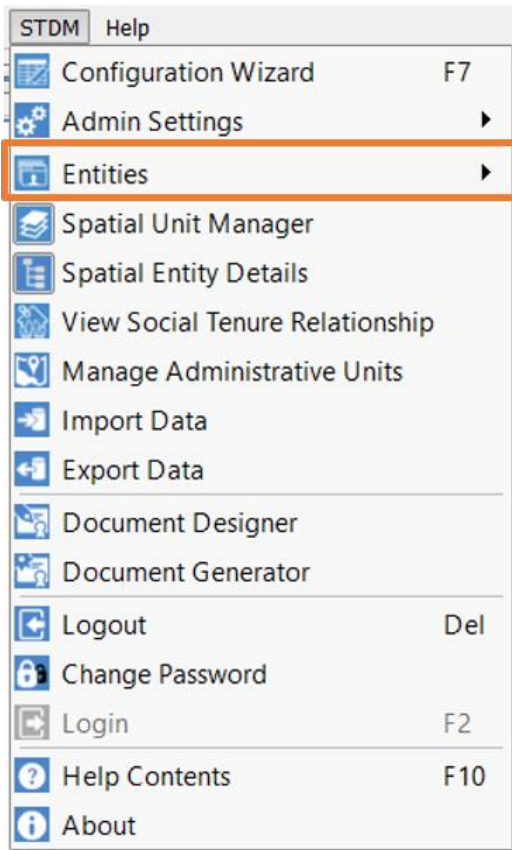 STDM Help
Configuration Wizard F7
Admin Settings
Entities
Spatial Unit Manager
Spatial Entity Details
View Social Tenure Relationship
Manage Administrative Units
Import Data
Export Data
Document Designer
Document Generator
Logout Del
Change Password
Login F2
Help Contents F10
About